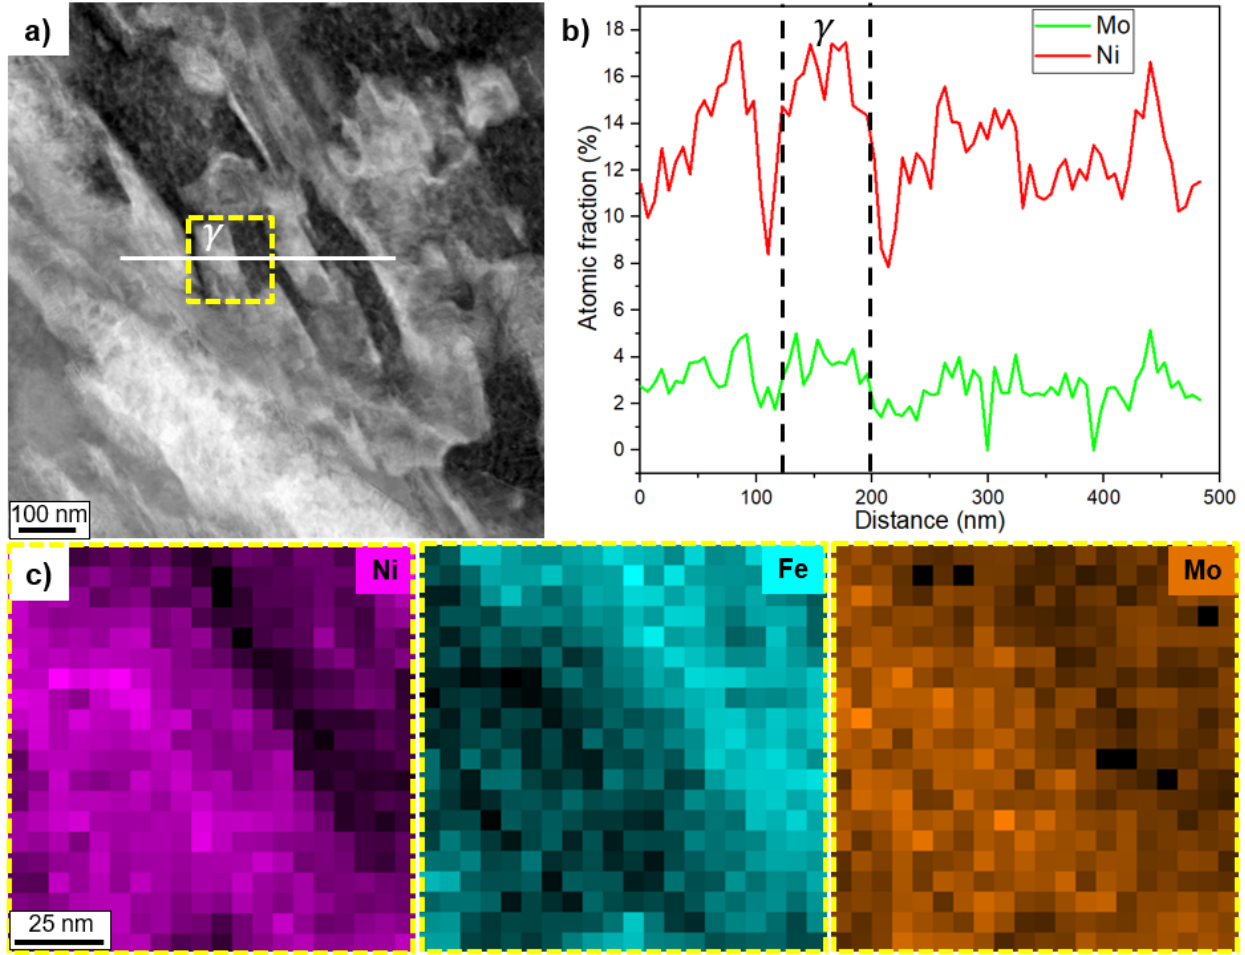 a)
γ
100 nm
b)
γ
Mo
Ni
Atomic fraction (%)
18
16
14
12
10
8
6
4
2
0
0
100
200
300
400
500
Distance (nm)
c)
Ni
Fe
Mo
25 nm